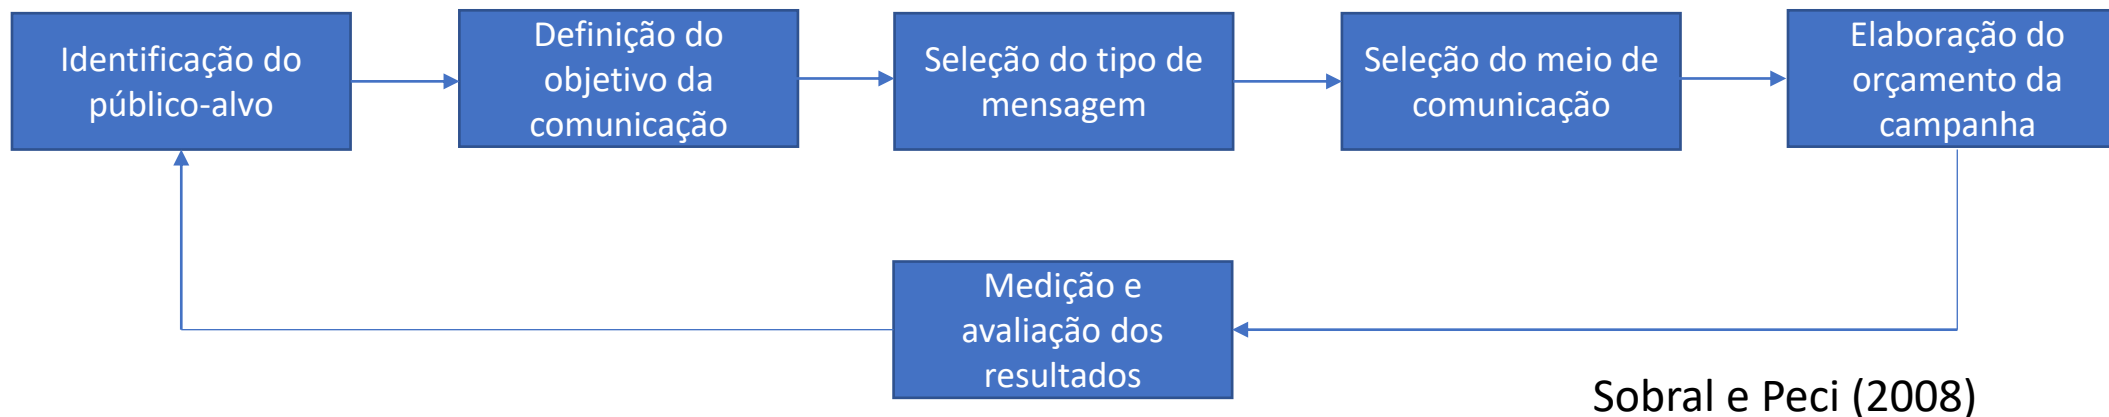 Identificação do
público-alvo
Definição do
objetivo da
comunicação
Seleção do tipo de
mensagem
Seleção do meio de
comunicação
Elaboração do
orçamento da
campanha
Medição e
avaliação dos
resultados
Sobral e Peci (2008)